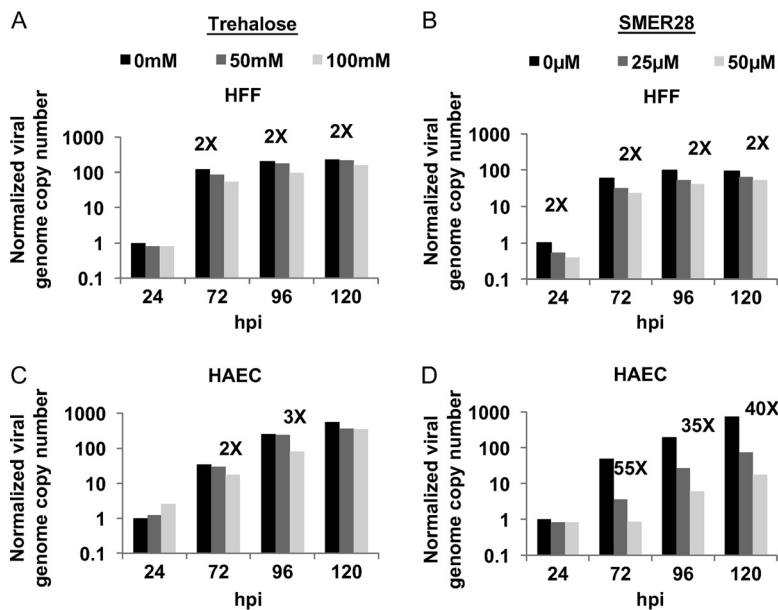 A
Trehalose
0mM 50mM 100mM
HFF
Normalized viral
genome copy number
1000
100
10
1
0.1
2X 2X 2X
24 72 96 120
hpi
B
SMER28
0µM 25µM 50µM
HFF
Normalized viral
genome copy number
1000
100
10
1
0.1
2X 2X 2X 2X
24 72 96 120
hpi
C
HAEC
Normalized viral
genome copy number
1000
100
10
1
0.1
2X 3X
24 72 96 120
hpi
D
HAEC
Normalized viral
genome copy number
1000
100
10
1
0.1
55X 35X 40X
24 72 96 120
hpi